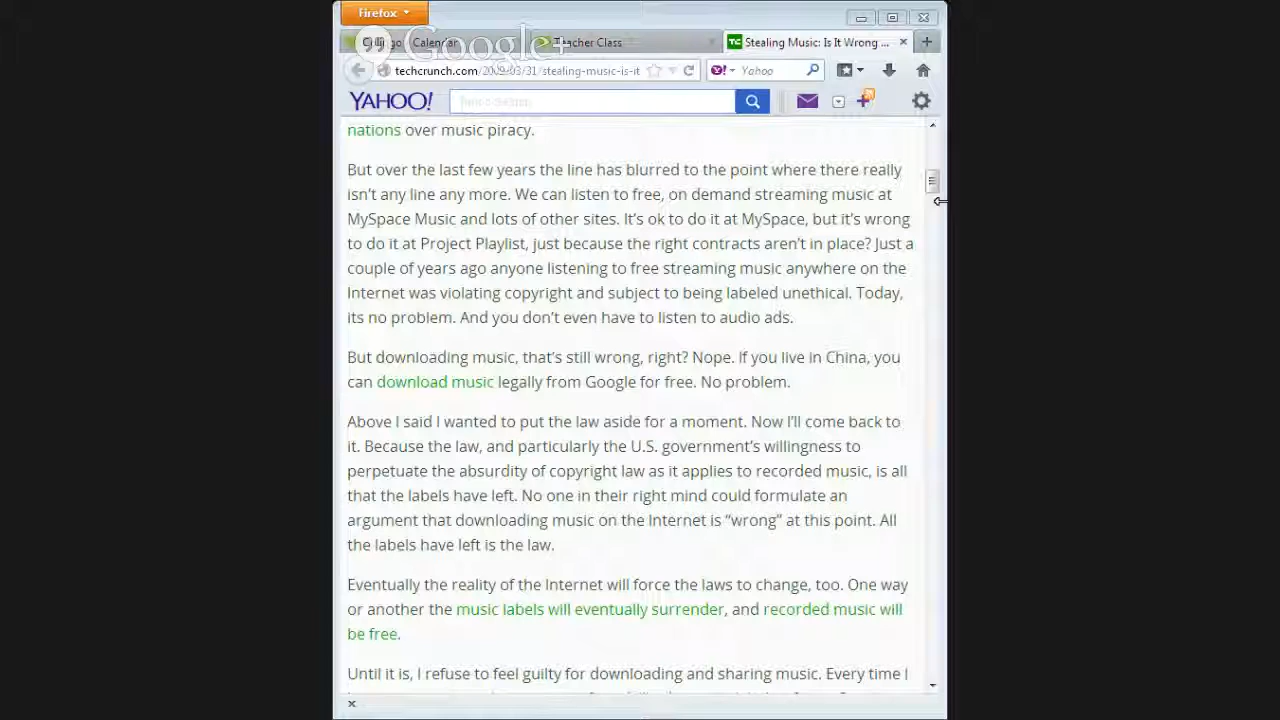 Firefox
Google+
Calendar
Teacher Class
Stealing Music: Is It Wrong ...
techcrunch.com/2009/03/31/stealing-music-is-it
Yahoo
YAHOO!
nations over music piracy.
But over the last few years the line has blurred to the point where there really
isn’t any line any more. We can listen to free, on demand streaming music at
MySpace Music and lots of other sites. It’s ok to do it at MySpace, but it’s wrong
to do it at Project Playlist, just because the right contracts aren’t in place? Just a
couple of years ago anyone listening to free streaming music anywhere on the
Internet was violating copyright and subject to being labeled unethical. Today,
its no problem. And you don’t even have to listen to audio ads.
But downloading music, that’s still wrong, right? Nope. If you live in China, you
can download music legally from Google for free. No problem.
Above I said I wanted to put the law aside for a moment. Now I’ll come back to
it. Because the law, and particularly the U.S. government’s willingness to
perpetuate the absurdity of copyright law as it applies to recorded music, is all
that the labels have left. No one in their right mind could formulate an
argument that downloading music on the Internet is “wrong” at this point. All
the labels have left is the law.
Eventually the reality of the Internet will force the laws to change, too. One way
or another the music labels will eventually surrender, and recorded music will
be free.
Until it is, I refuse to feel guilty for downloading and sharing music. Every time I